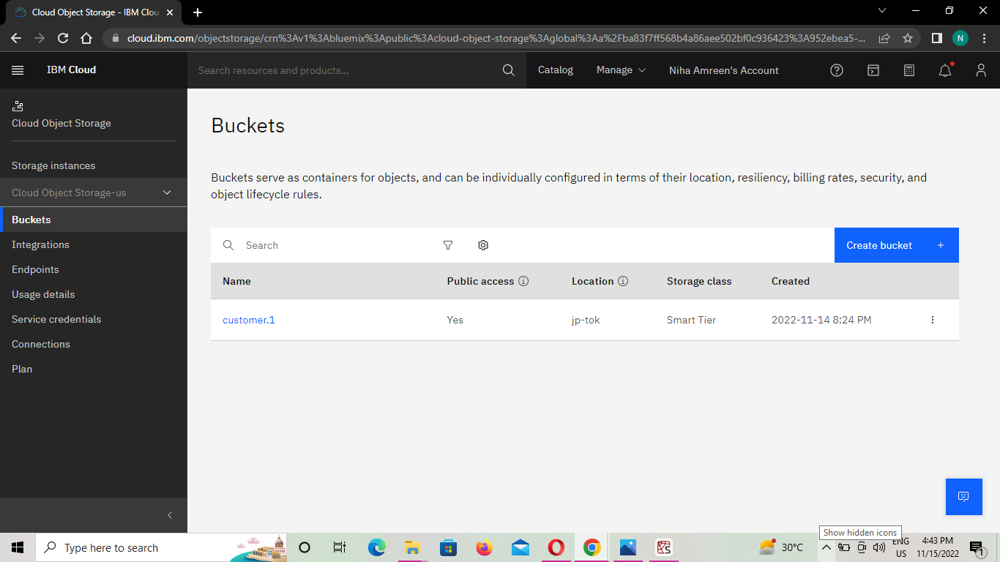 Cloud Object Storage - IBM Clou
cloud.ibm.com/objectstorage/crn%3Av1%3Abluemix%3Apublic%3Acloud-object-storage%3Aglobal%3Aa%2Fba83f7ff568b4a86aee502bf0c936423%3A952ebea5-...
N
IBM Cloud
Search resources and products...
Catalog
Manage
Niha Amreen's Account
Cloud Object Storage
Storage instances
Cloud Object Storage-us
Buckets
Integrations
Endpoints
Usage details
Service credentials
Connections
Plan
Buckets
Buckets serve as containers for objects, and can be individually configured in terms of their location, resiliency, billing rates, security, and
object lifecycle rules.
Search
Create bucket +
Name Public access Location Storage class Created
customer.1 Yes jp-tok Smart Tier 2022-11-14 8:24 PM
Show hidden icons
Type here to search
30°C
ENG
US
4:43 PM
11/15/2022
1